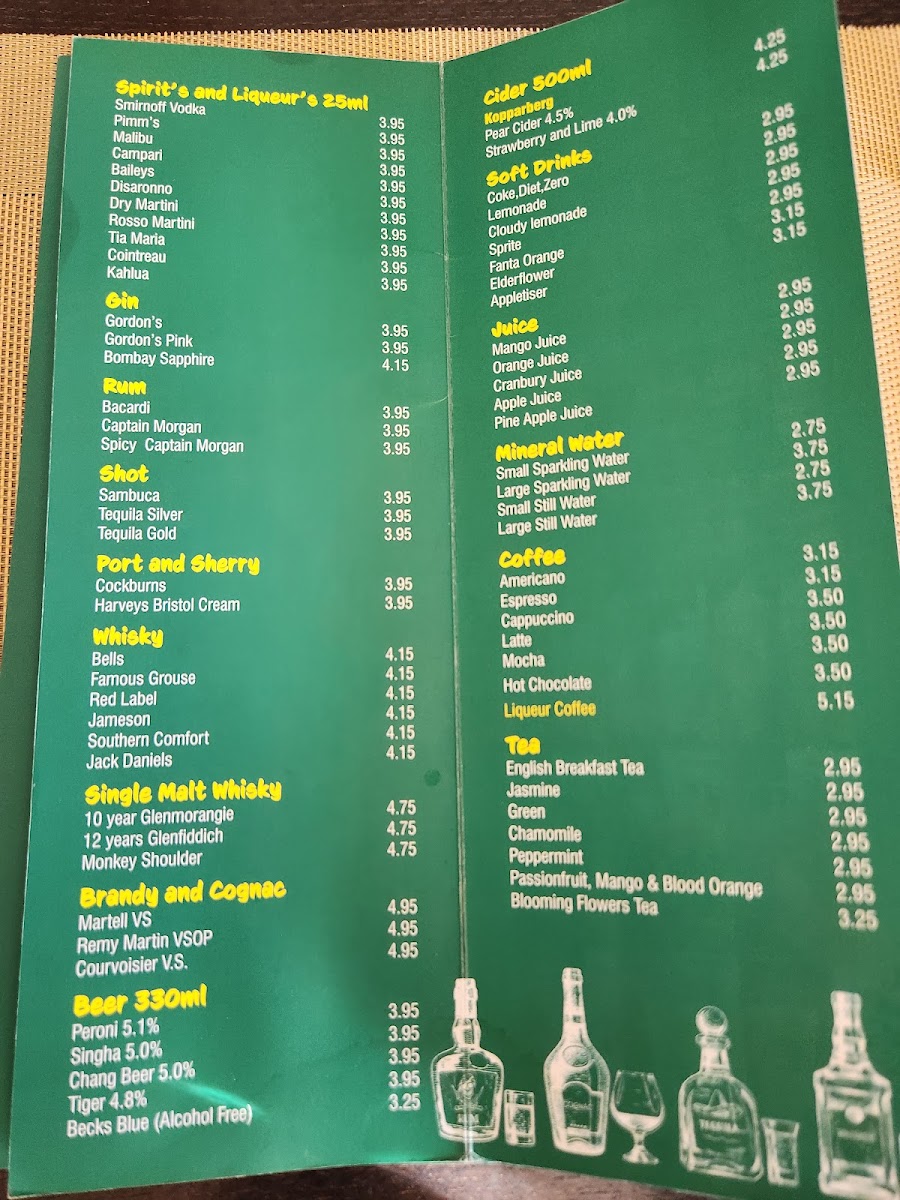 Spirit's and Liqueur's 25ml
Smirnoff Vodka 3.95
Pimm's 3.95
Malibu 3.95
Campari 3.95
Baileys 3.95
Disaronno 3.95
Dry Martini 3.95
Rosso Martini 3.95
Tia Maria 3.95
Cointreau 3.95
Kahlua 3.95
Gin
Gordon's 3.95
Gordon's Pink 3.95
Bombay Sapphire 4.15
Rum
Bacardi 3.95
Captain Morgan 3.95
Spicy Captain Morgan 3.95
Shot
Sambuca 3.95
Tequila Silver 3.95
Tequila Gold 3.95
Port and Sherry
Cockburns 3.95
Harveys Bristol Cream 3.95
Whisky
Bells 4.15
Famous Grouse 4.15
Red Label 4.15
Jameson 4.15
Southern Comfort 4.15
Jack Daniels 4.15
Single Malt Whisky
10 year Glenmorangie 4.75
12 years Glenfiddich 4.75
Monkey Shoulder 4.75
Brandy and Cognac
Martell VS 4.95
Remy Martin VSOP 4.95
Courvoisier V.S. 4.95
Beer 330ml
Peroni 5.1% 3.95
Singha 5.0% 3.95
Chang Beer 5.0% 3.95
Tiger 4.8% 3.95
Becks Blue (Alcohol Free) 3.25
Cider 500ml
Kopparberg
Pear Cider 4.5% 4.25
Strawberry and Lime 4.0% 4.25
Soft Drinks
Coke,Diet,Zero 2.95
Lemonade 2.95
Cloudy lemonade 2.95
Sprite 2.95
Fanta Orange 2.95
Elderflower 3.15
Appletiser 3.15
Juice
Mango Juice 2.95
Orange Juice 2.95
Cranbury Juice 2.95
Apple Juice 2.95
Pine Apple Juice 2.95
Mineral Water
Small Sparkling Water 2.75
Large Sparkling Water 3.75
Small Still Water 2.75
Large Still Water 3.75
Coffee
Americano 3.15
Espresso 3.15
Cappuccino 3.50
Latte 3.50
Mocha 3.50
Hot Chocolate 3.50
Liqueur Coffee 5.15
Tea
English Breakfast Tea 2.95
Jasmine 2.95
Green 2.95
Chamomile 2.95
Peppermint 2.95
Passionfruit, Mango & Blood Orange 2.95
Blooming Flowers Tea 3.25
TEQUILA